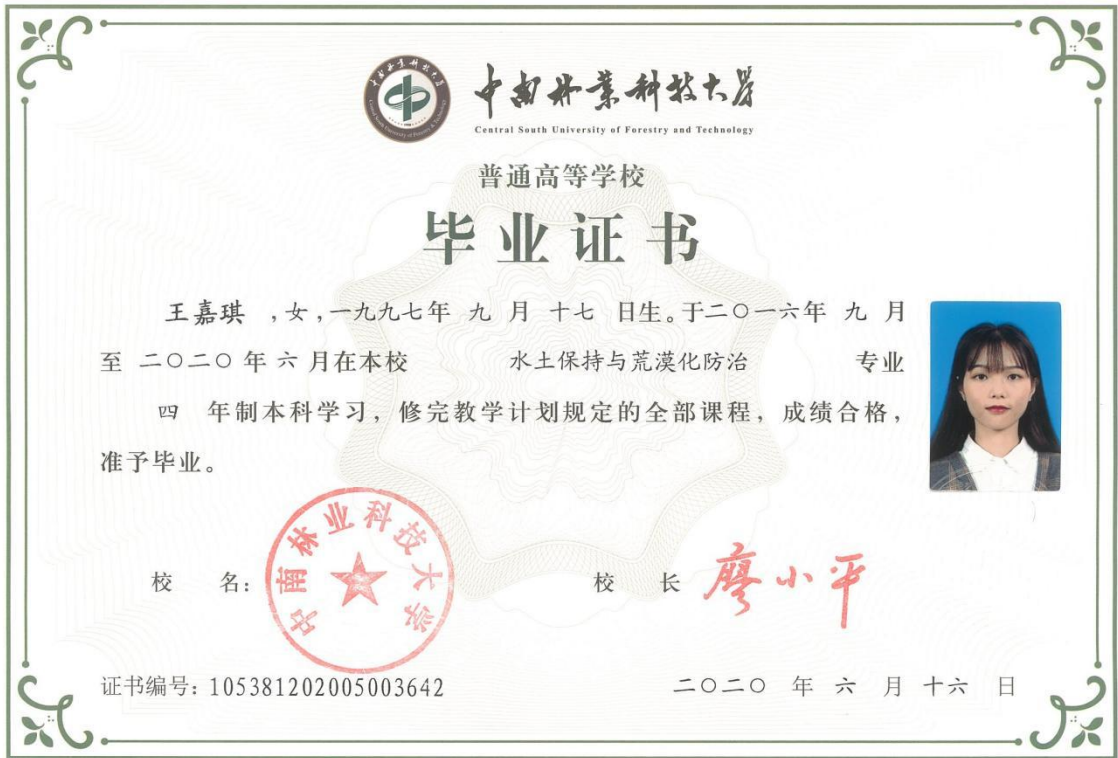 中南林业科技大学
Central South University of Forestry and Technology
普通高等学校
毕业证书
王嘉琪 ,女,一九九七年 九 月 十七 日生。于二〇一六年 九 月
至 二〇二〇 年 六 月在本校 水土保持与荒漠化防治 专业
四 年制本科学习，修完教学计划规定的全部课程，成绩合格，
准予毕业。
中南林业科技大学
校 名：
校 长 廖小平
证书编号：105381202005003642
二〇二〇 年 六 月 十六 日